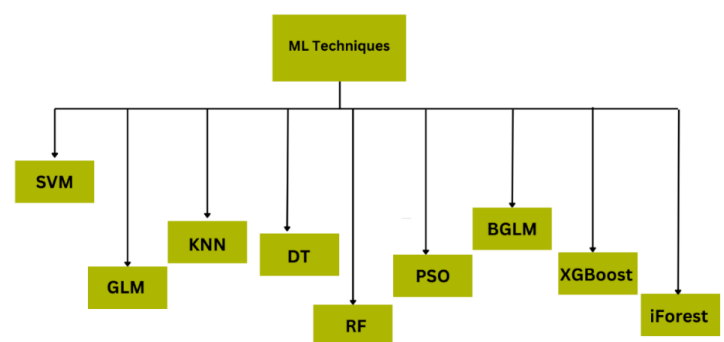 ML Techniques
SVM
GLM
KNN
DT
RF
PSO
BGLM
XGBoost
iForest